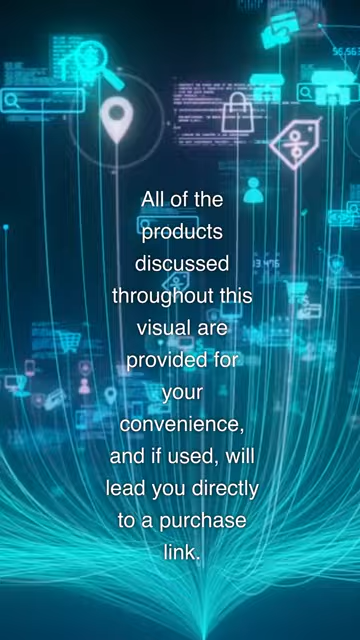 All of the
products
discussed
throughout this
visual are
provided for
your
convenience,
and if used, will
lead you directly
to a purchase
link.